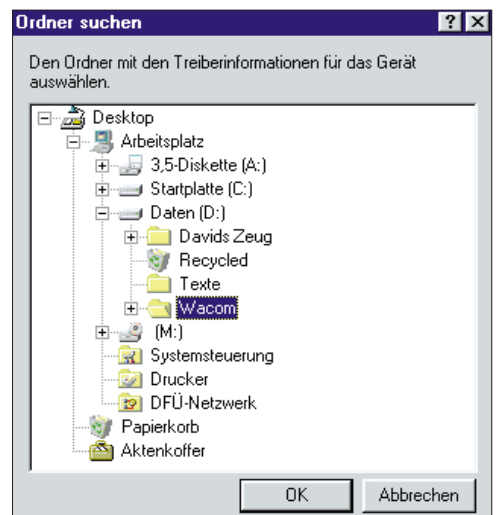 Ordner suchen
Den Ordner mit den Treiberinformationen für das Gerät
auswählen.
Desktop
Arbeitsplatz
3,5-Diskette (A:)
Startplatte (C:)
Daten (D:)
Davids Zeug
Recycled
Texte
Wacom
(M:)
Systemsteuerung
Drucker
DFÜ-Netzwerk
Papierkorb
Aktenkoffer
OK Abbrechen